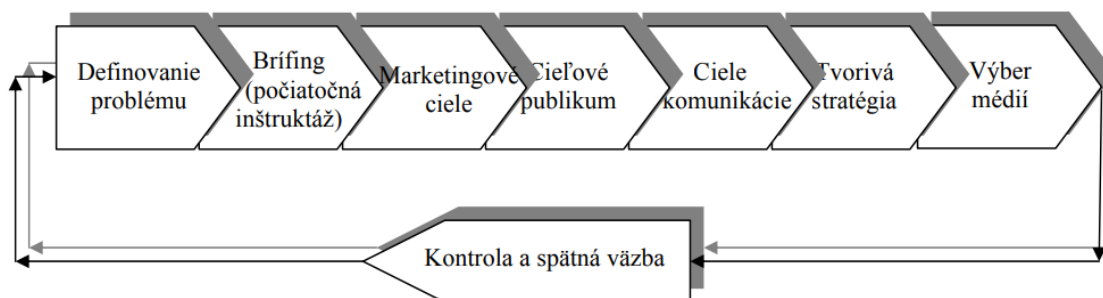 Definovanie
problému
Brífing
(počiatočná
inštruktáž)
Marketingové
ciele
Cieľové
publikum
Ciele
komunikácie
Tvorivá
stratégia
Výber
médií
Kontrola a spätná väzba